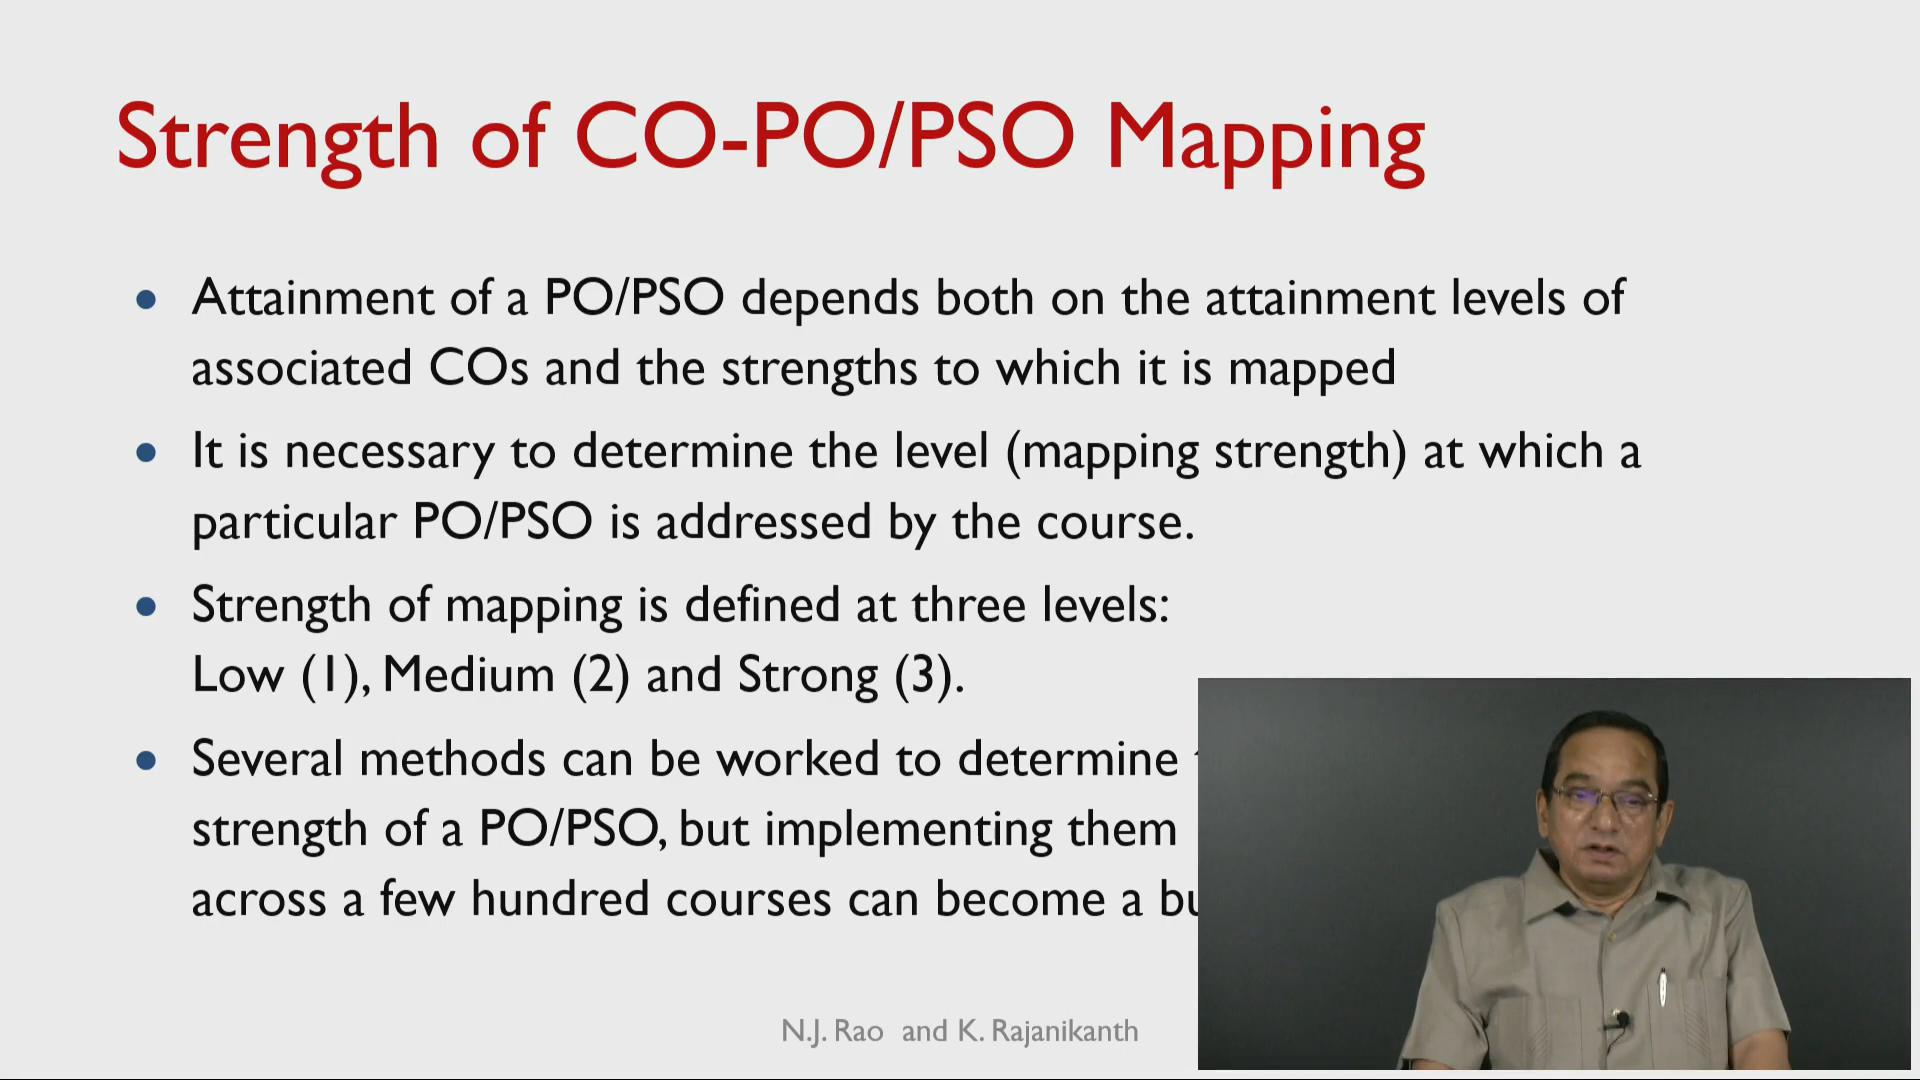 Strength of CO-PO/PSO Mapping
Attainment of a PO/PSO depends both on the attainment levels of
associated COs and the strengths to which it is mapped
It is necessary to determine the level (mapping strength) at which a
particular PO/PSO is addressed by the course.
Strength of mapping is defined at three levels:
Low (1), Medium (2) and Strong (3).
Several methods can be worked to determine
strength of a PO/PSO, but implementing them
across a few hundred courses can become a
N.J. Rao and K. Rajanikanth